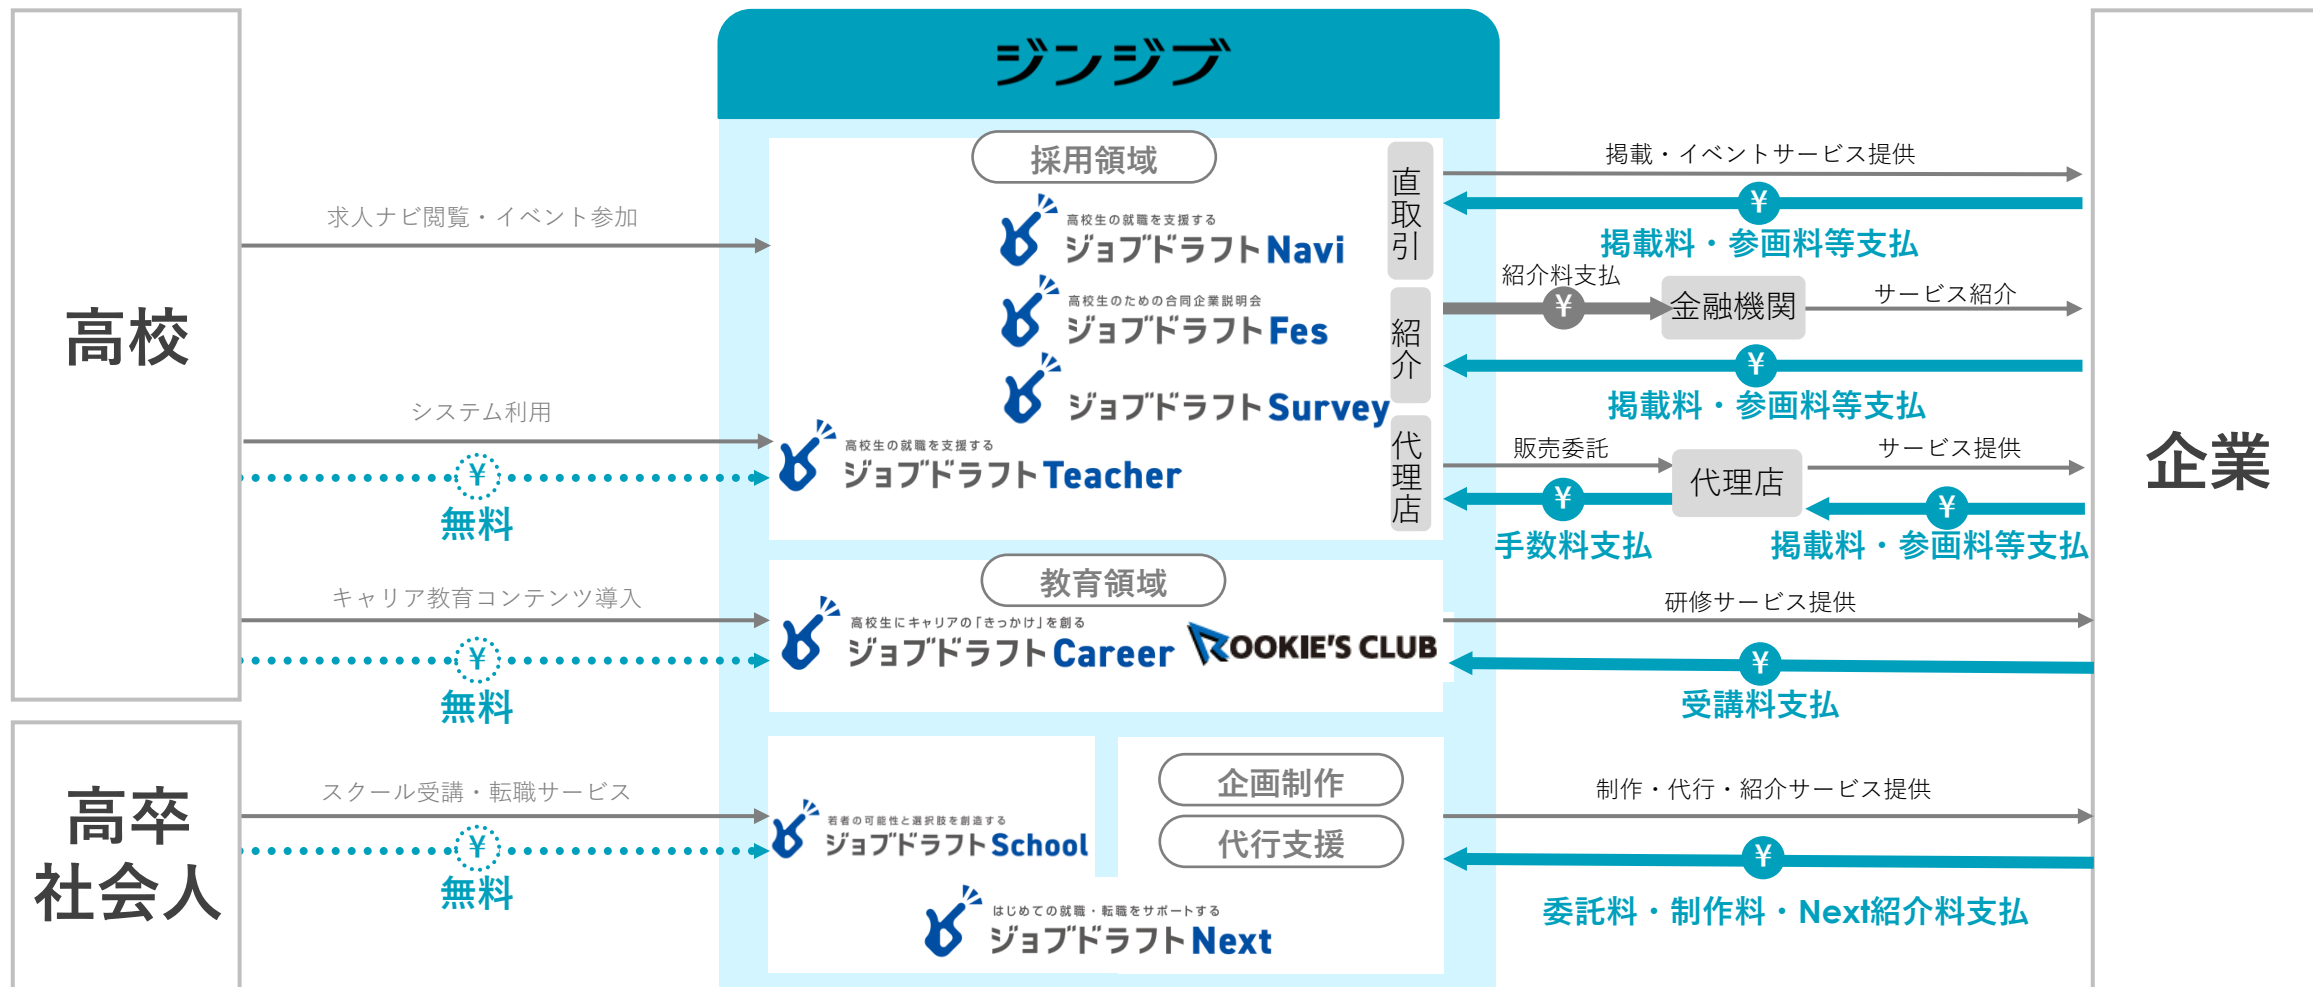 ジンジブ
高校
高卒
社会人
企業
求人ナビ閲覧・イベント参加
システム利用
¥
無料
キャリア教育コンテンツ導入
¥
無料
スクール受講・転職サービス
¥
無料
採用領域
高校生の就職を支援する
ジョブドラフトNavi
高校生のための合同企業説明会
ジョブドラフトFes
ジョブドラフトSurvey
高校生の就職を支援する
ジョブドラフトTeacher
直取引
紹介
代理店
教育領域
高校生にキャリアの「きっかけ」を創る
ジョブドラフトCareer
ROOKIE'S CLUB
若者の可能性と選択肢を創造する
ジョブドラフトSchool
企画制作
代行支援
はじめての就職・転職をサポートする
ジョブドラフトNext
掲載・イベントサービス提供
¥
掲載料・参画料等支払
紹介料支払
¥
金融機関
サービス紹介
¥
掲載料・参画料等支払
販売委託
代理店
サービス提供
¥
手数料支払
¥
掲載料・参画料等支払
研修サービス提供
¥
受講料支払
制作・代行・紹介サービス提供
¥
委託料・制作料・Next紹介料支払